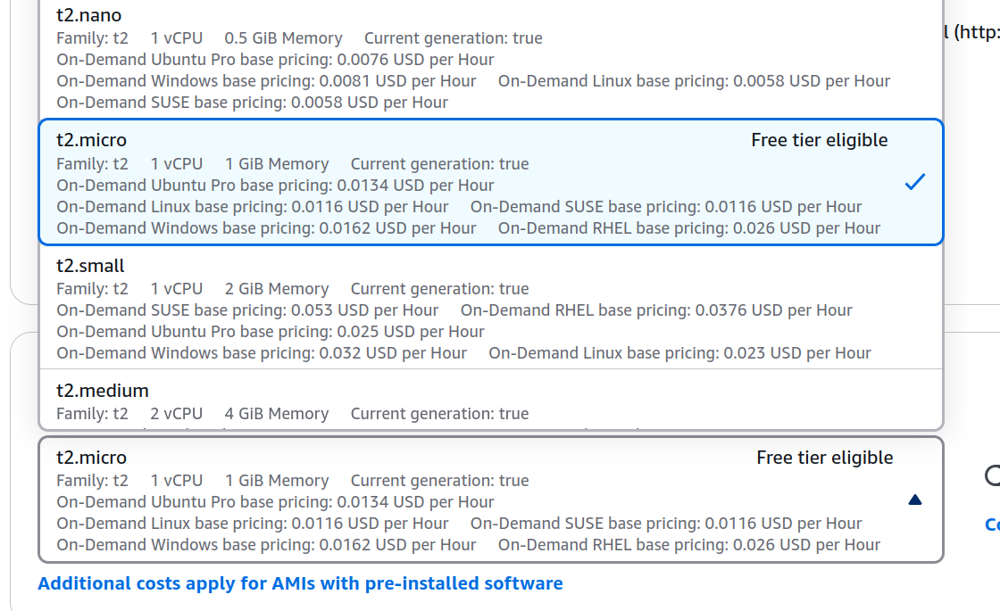 t2.nano
Family: t2 1 vCPU 0.5 GiB Memory Current generation: true
On-Demand Ubuntu Pro base pricing: 0.0076 USD per Hour
On-Demand Windows base pricing: 0.0081 USD per Hour On-Demand Linux base pricing: 0.0058 USD per Hour
On-Demand SUSE base pricing: 0.0058 USD per Hour
l (http:
t2.micro Free tier eligible
Family: t2 1 vCPU 1 GiB Memory Current generation: true
On-Demand Ubuntu Pro base pricing: 0.0134 USD per Hour
On-Demand Linux base pricing: 0.0116 USD per Hour On-Demand SUSE base pricing: 0.0116 USD per Hour
On-Demand Windows base pricing: 0.0162 USD per Hour On-Demand RHEL base pricing: 0.026 USD per Hour
t2.small
Family: t2 1 vCPU 2 GiB Memory Current generation: true
On-Demand SUSE base pricing: 0.053 USD per Hour On-Demand RHEL base pricing: 0.0376 USD per Hour
On-Demand Ubuntu Pro base pricing: 0.025 USD per Hour
On-Demand Windows base pricing: 0.032 USD per Hour On-Demand Linux base pricing: 0.023 USD per Hour
t2.medium
Family: t2 2 vCPU 4 GiB Memory Current generation: true
t2.micro Free tier eligible
Family: t2 1 vCPU 1 GiB Memory Current generation: true
On-Demand Ubuntu Pro base pricing: 0.0134 USD per Hour
On-Demand Linux base pricing: 0.0116 USD per Hour On-Demand SUSE base pricing: 0.0116 USD per Hour
On-Demand Windows base pricing: 0.0162 USD per Hour On-Demand RHEL base pricing: 0.026 USD per Hour
Additional costs apply for AMIs with pre-installed software